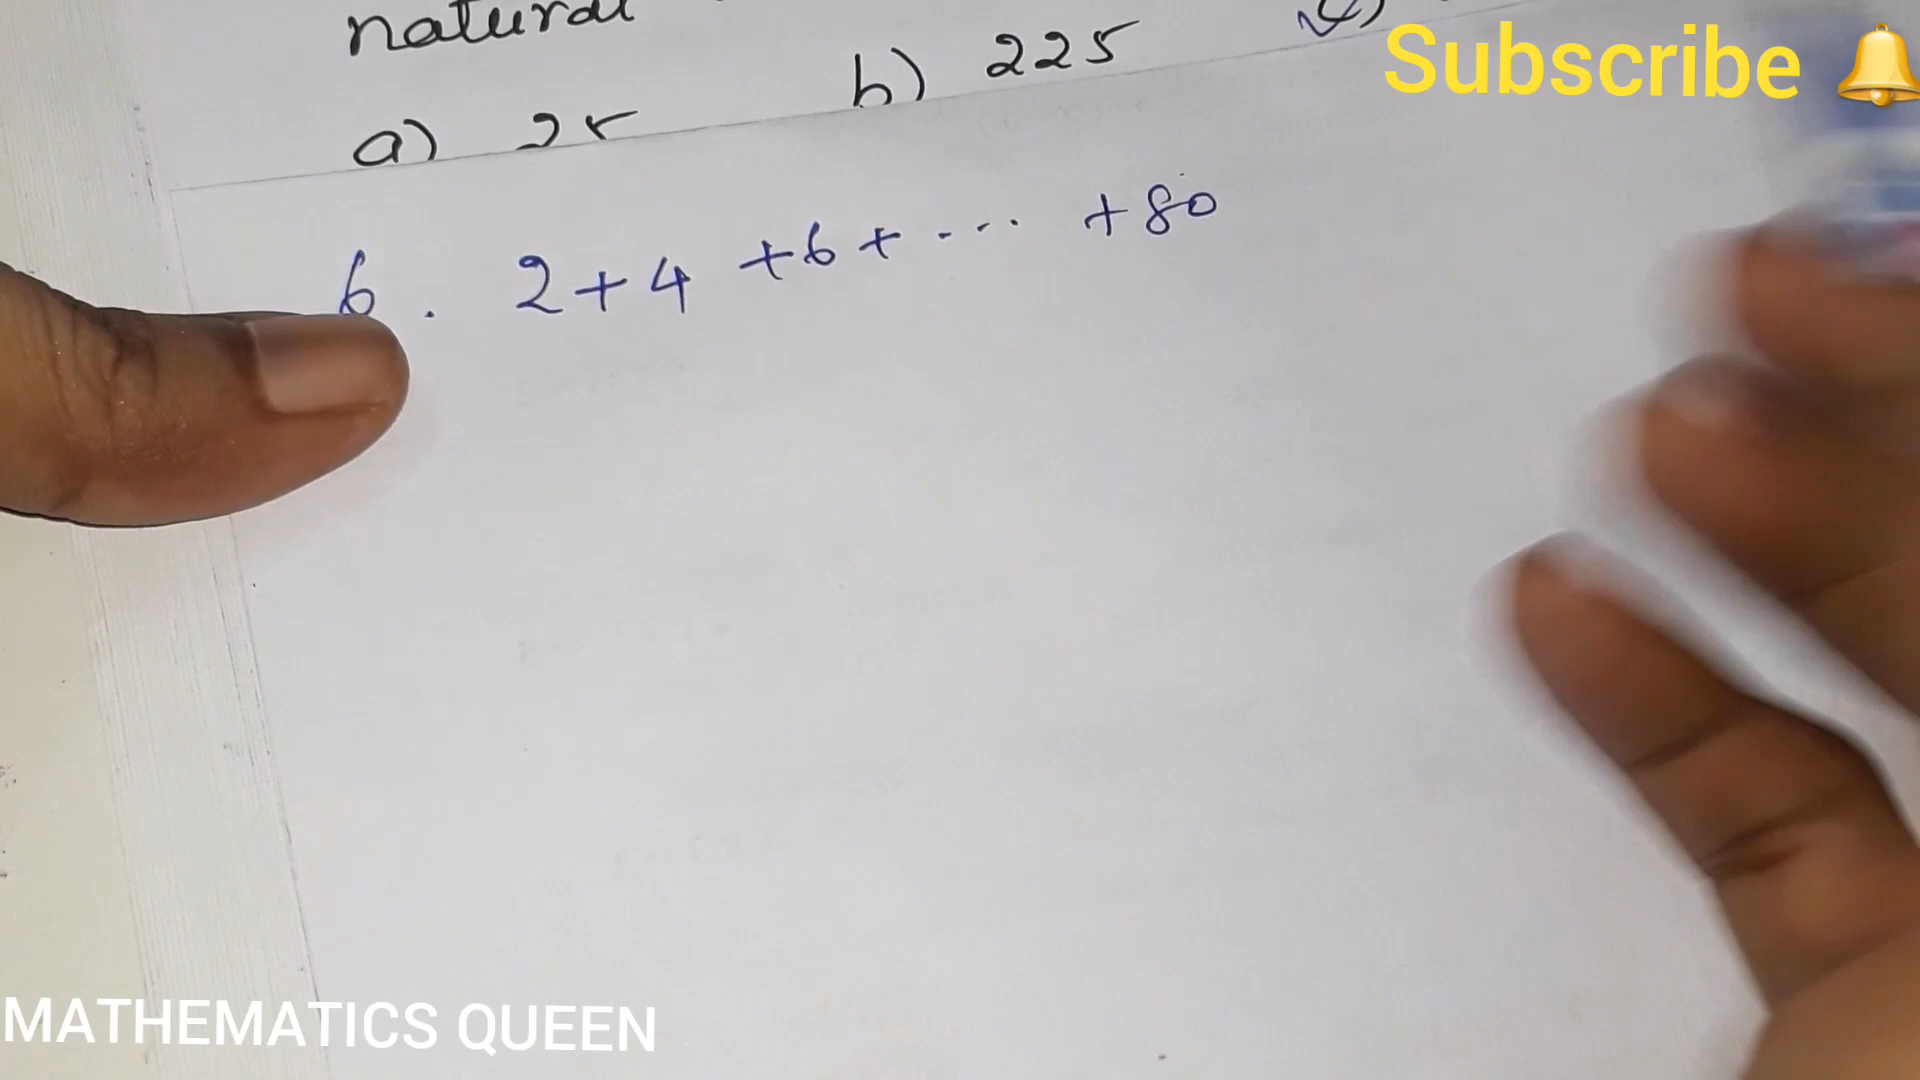 natural
Subscribe 🔔
b) 225
a) 25
6. 2+4 +6+ .... +80
MATHEMATICS QUEEN